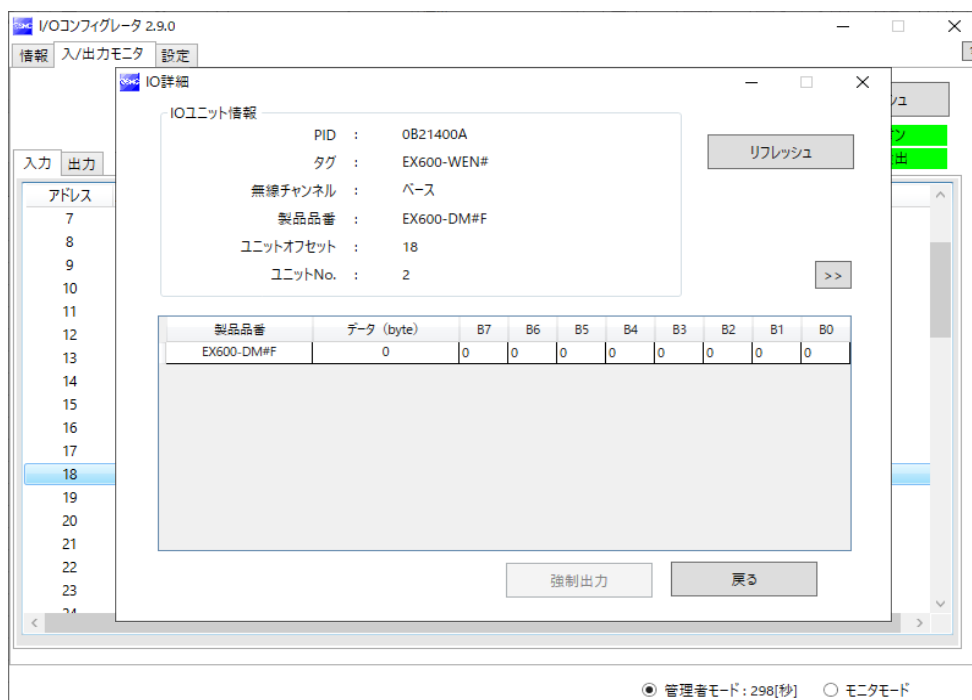 I/Oコンフィグレータ 2.9.0
情報 入/出力モニタ 設定
IO詳細
IOユニット情報
PID : 0B21400A
タグ : EX600-WEN#
無線チャンネル : ベース
製品品番 : EX600-DM#F
ユニットオフセット : 18
ユニットNo. : 2
リフレッシュ
>>
入力 出力
アドレス
7
8
9
10
11
12
13
14
15
16
17
18
19
20
21
22
23
24
製品品番 データ (byte) B7 B6 B5 B4 B3 B2 B1 B0
EX600-DM#F 0 0 0 0 0 0 0 0 0
強制出力 戻る
管理者モード : 298[秒] モニタモード